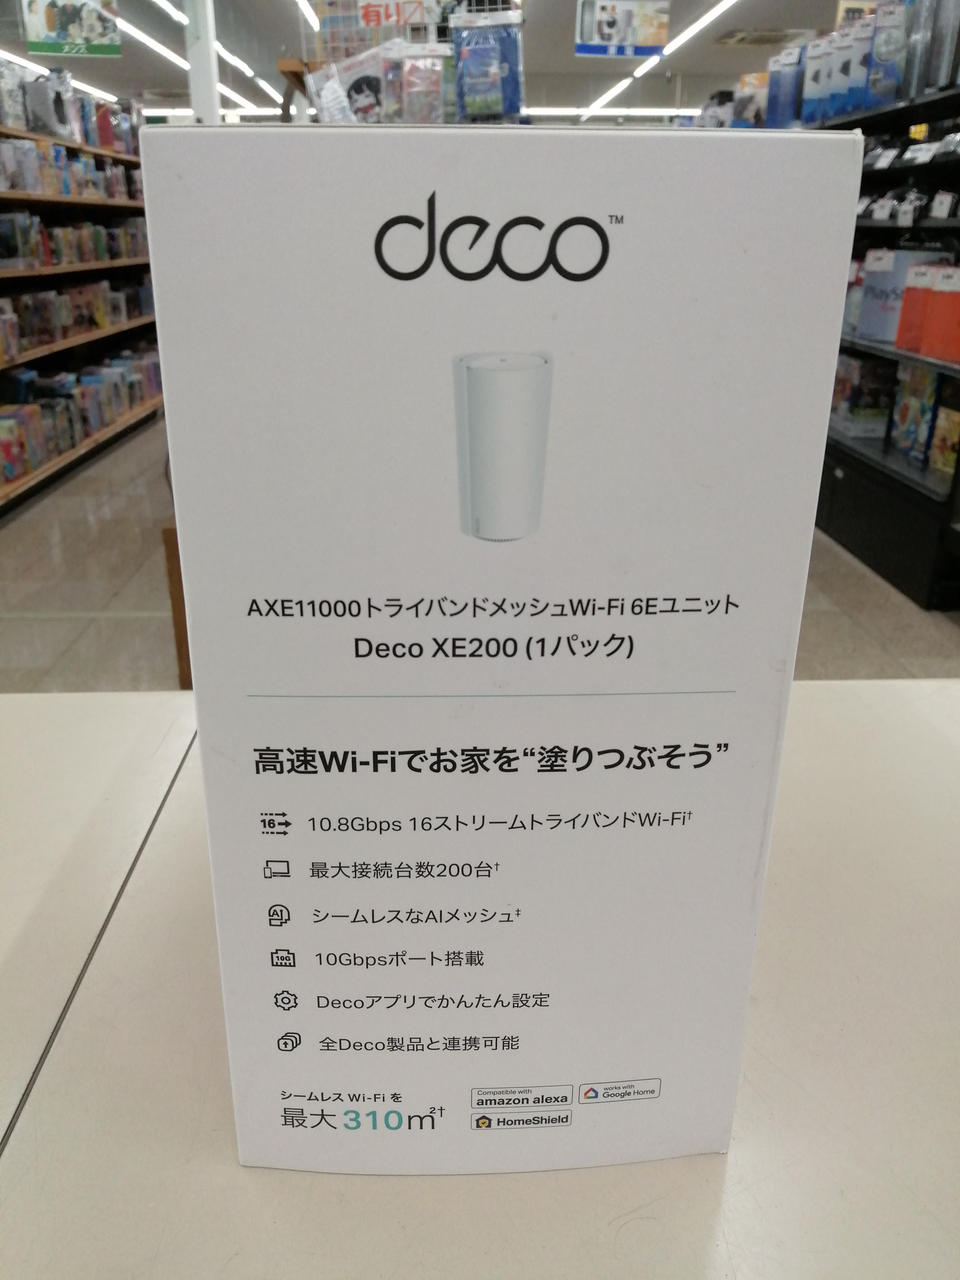 有り
deco™
AXE11000トライバンドメッシュWi-Fi 6Eユニット
Deco XE200 (1パック)
高速Wi-Fiでお家を“塗りつぶそう”
16
10.8Gbps 16ストリームトライバンドWi-Fi†
最大接続台数200台†
AI
シームレスなAIメッシュ‡
10G
10Gbpsポート搭載
Decoアプリでかんたん設定
全Deco製品と連携可能
シームレス Wi-Fi を
最大 310㎡†
Compatible with
amazon alexa
works with
Google Home
HomeShield